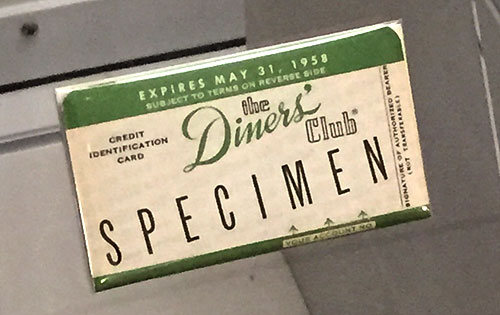 EXPIRES MAY 31, 1958
SUBJECT TO TERMS ON REVERSE SIDE
CREDIT
IDENTIFICATION
CARD
the
Diners'
Club®
SPECIMEN
YOUR ACCOUNT NO.
SIGNATURE OF AUTHORIZED BEARER
(NOT TRANSFERABLE)